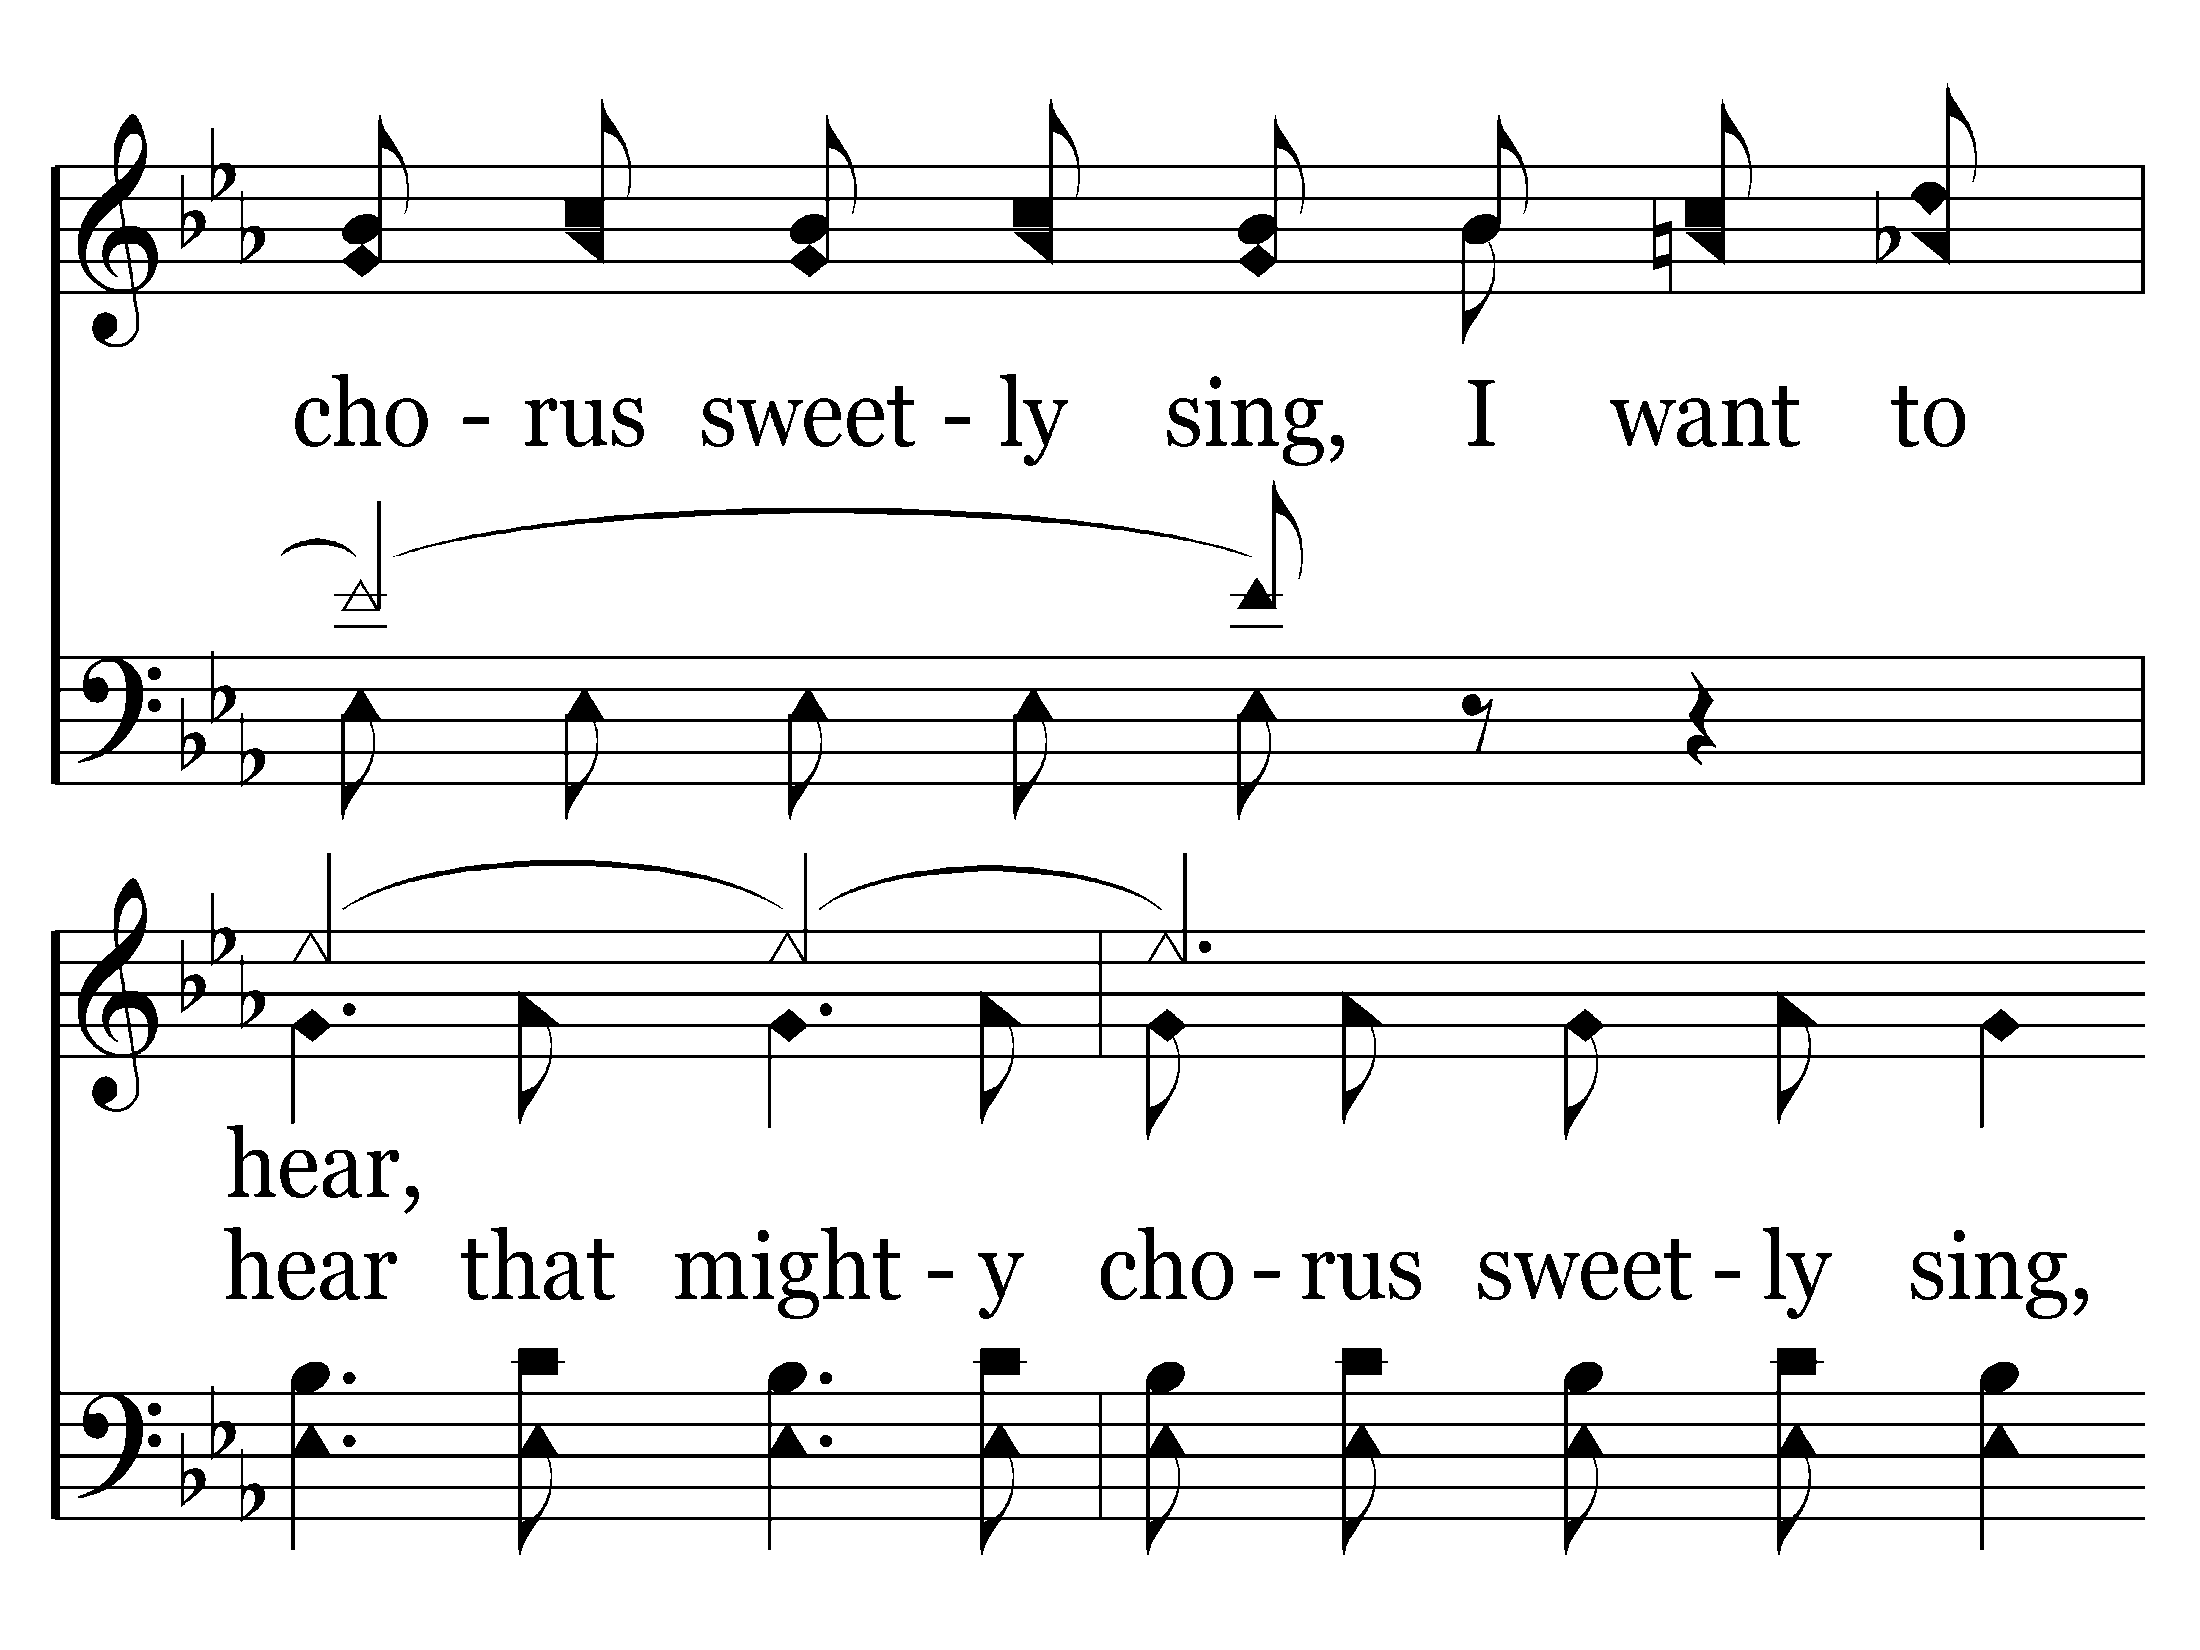 cho - rus sweet - ly sing, I want to
hear,
hear that might - y cho - rus sweet - ly sing,